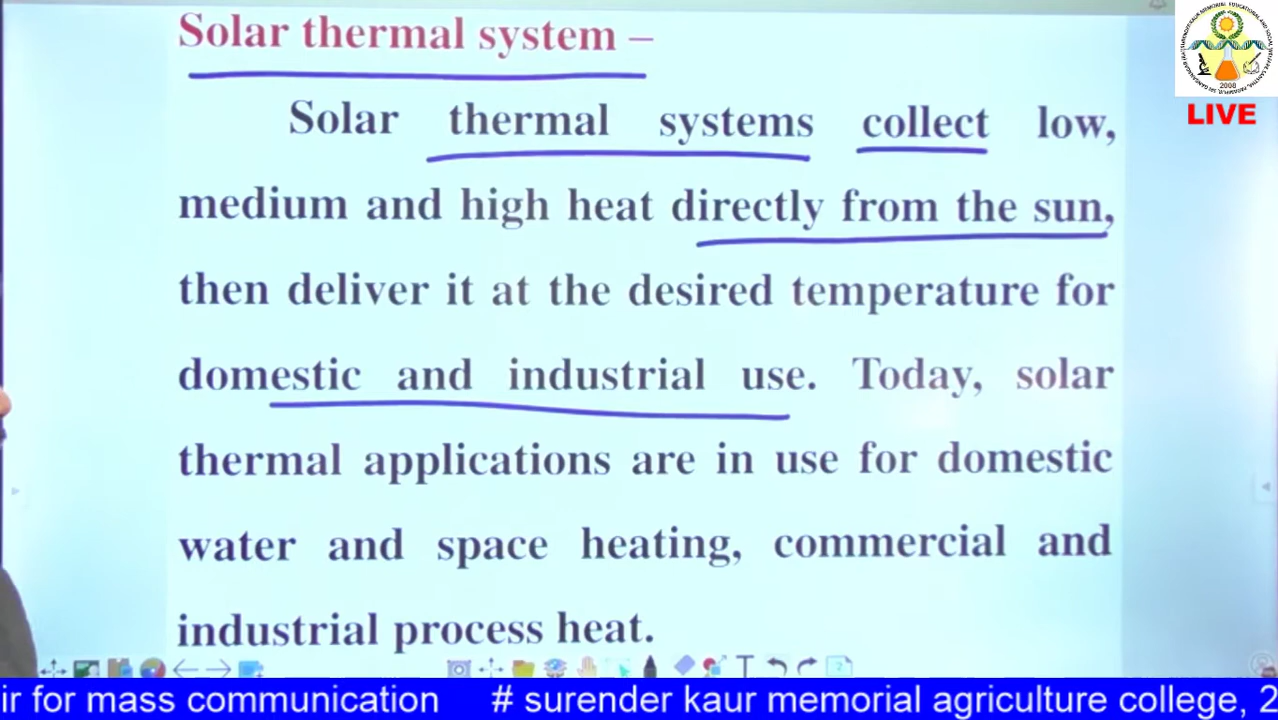 Solar thermal system –
Solar thermal systems collect low,
medium and high heat directly from the sun,
then deliver it at the desired temperature for
domestic and industrial use. Today, solar
thermal applications are in use for domestic
water and space heating, commercial and
industrial process heat.
2008
LIVE
ir for mass communication # surender kaur memorial agriculture college, 2